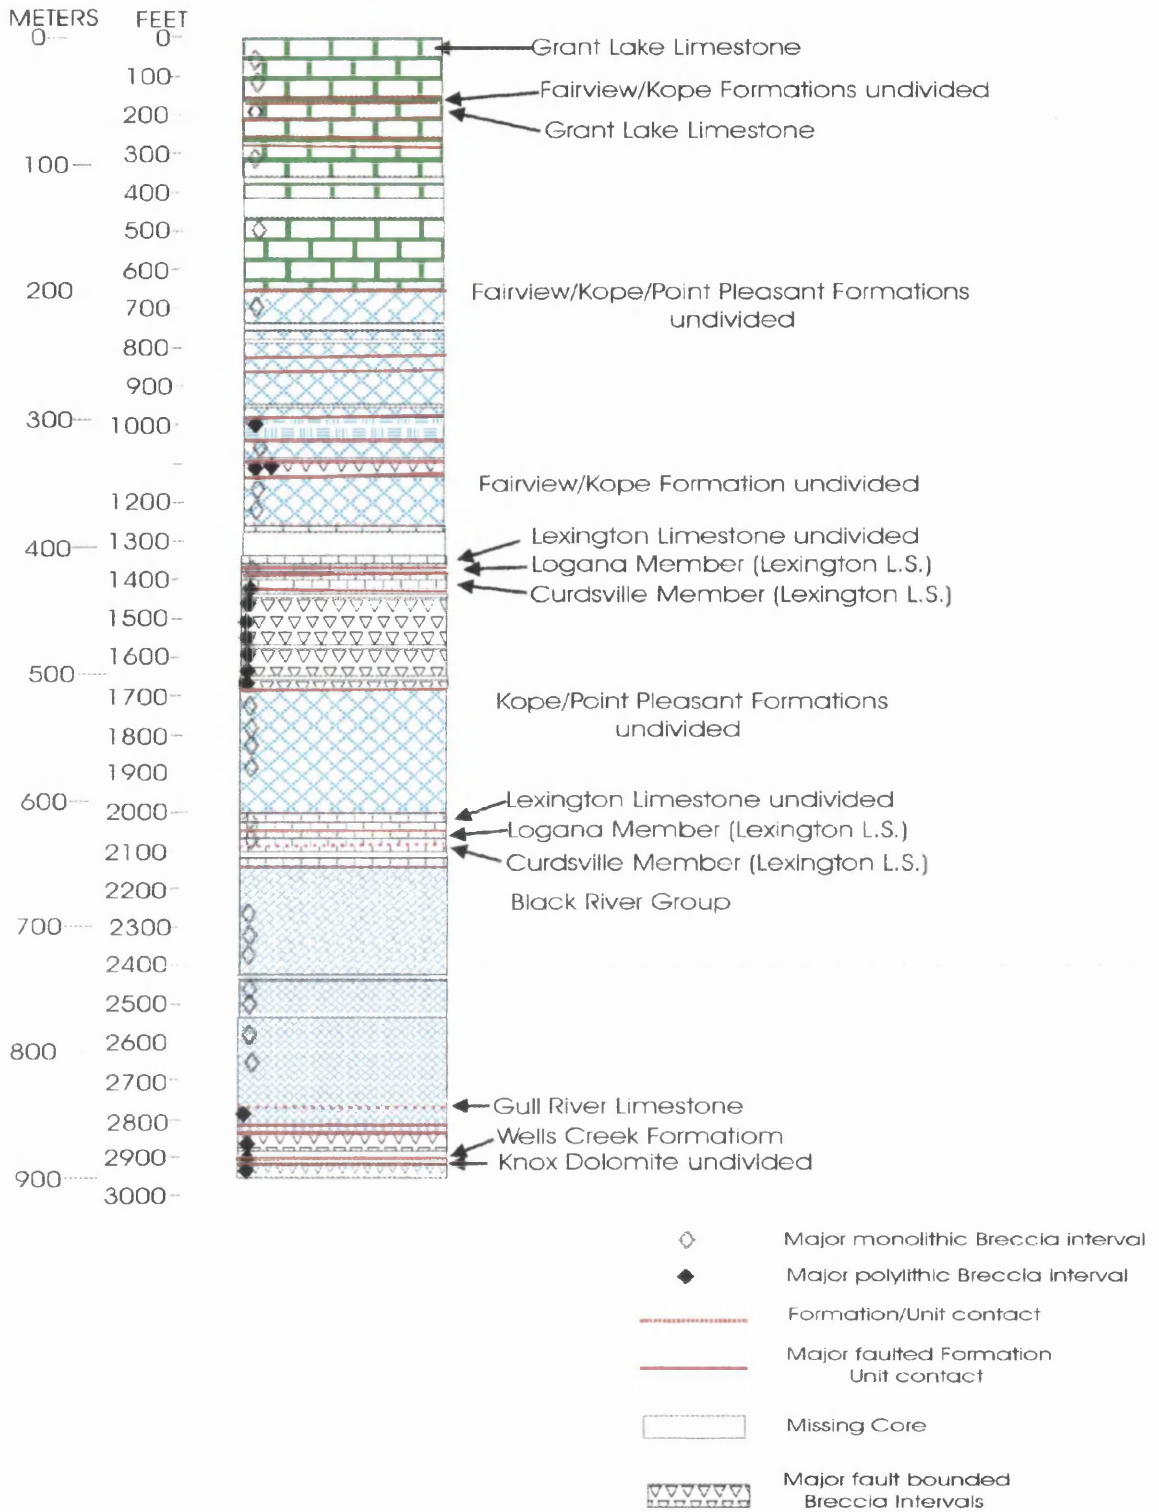 METERS FEET
0 0
100
200
300
100
400
500
600
200
700
800
900
300 1000
1200
1300
400
1400
1500
1600
500
1700
1800
1900
600
2000
2100
2200
700 2300
2400
2500
800 2600
2700
2800
2900
900
3000
Grant Lake Limestone
Fairview/Kope Formations undivided
Grant Lake Limestone
Fairview/Kope/Point Pleasant Formations
undivided
Fairview/Kope Formation undivided
Lexington Limestone undivided
Logana Member (Lexington L.S.)
Curdsville Member (Lexington L.S.)
Kope/Point Pleasant Formations
undivided
Lexington Limestone undivided
Logana Member (Lexington L.S.)
Curdsville Member (Lexington L.S.)
Black River Group
Gull River Limestone
Wells Creek Formatiom
Knox Dolomite undivided
Major monolithic Breccia interval
Major polylithic Breccia interval
Formation/Unit contact
Major faulted Formation
Unit contact
Missing Core
Major fault bounded
Breccia Intervals